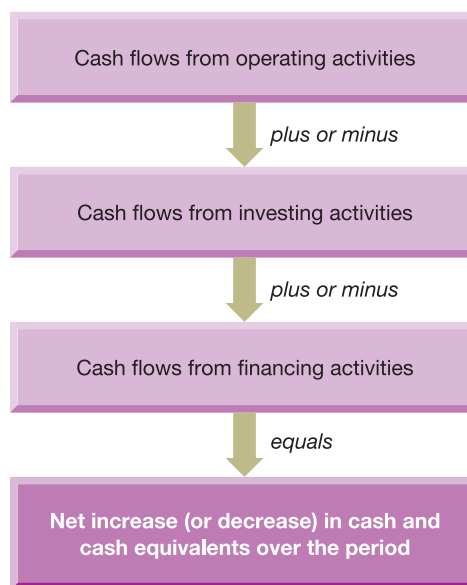 Cash flows from operating activities
plus or minus
Cash flows from investing activities
plus or minus
Cash flows from financing activities
equals
Net increase (or decrease) in cash and
cash equivalents over the period